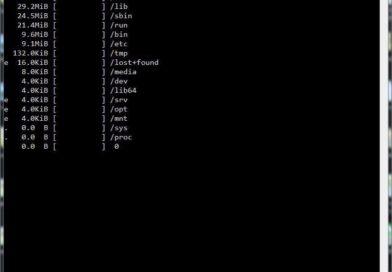 29.2MiB [          ] /lib
24.5MiB [          ] /sbin
21.4MiB [          ] /run
9.6MiB [          ] /bin
9.1MiB [          ] /etc
132.0KiB [          ] /tmp
e 16.0KiB [          ] /lost+found
8.0KiB [          ] /media
4.0KiB [          ] /dev
4.0KiB [          ] /lib64
e 4.0KiB [          ] /srv
e 4.0KiB [          ] /opt
e 4.0KiB [          ] /mnt
. 0.0 B [          ] /sys
. 0.0 B [          ] /proc
0.0 B [          ] 0